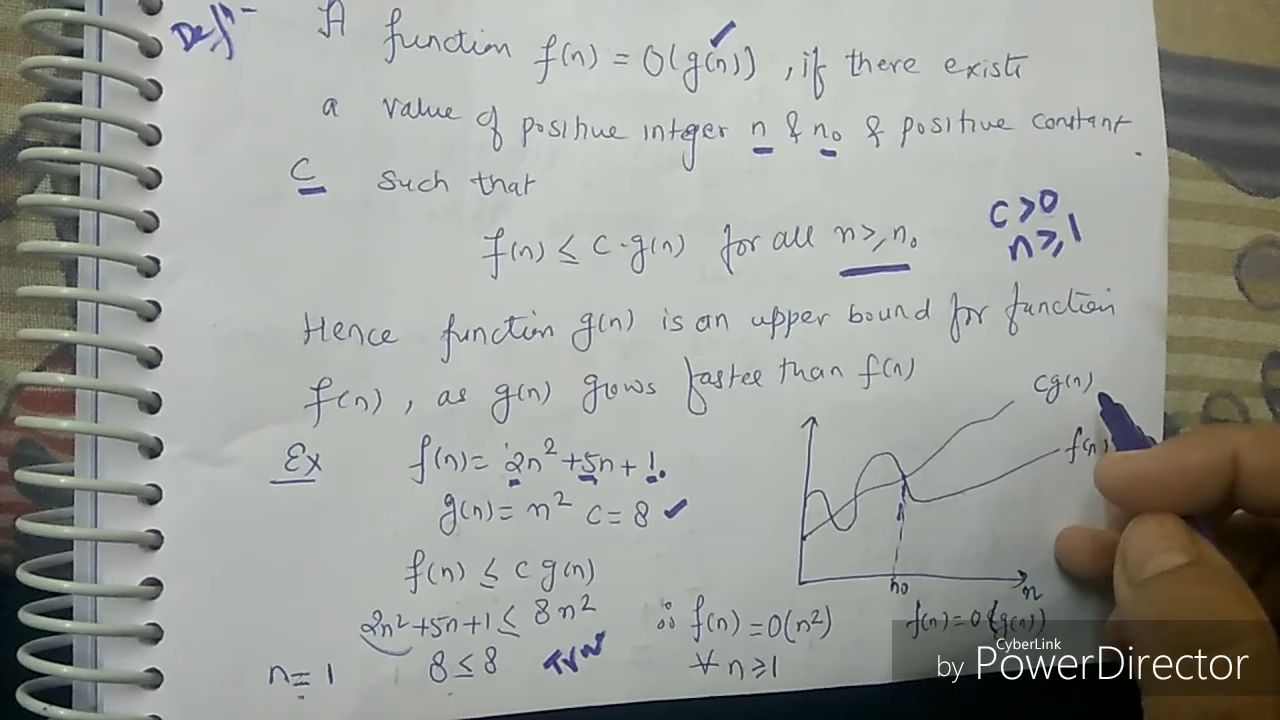 Defn - A function f(n) = O(g(n)), if there exists
a value of positive integer n & n₀ & positive constant
C such that
f(n) ≤ c·g(n) for all n ≥ n₀
c > 0
n ≥ 1
Hence function g(n) is an upper bound for function
f(n), as g(n) grows faster than f(n)
Ex f(n) = 2n² + 5n + 1.
g(n) = n² c = 8 ✓
f(n) ≤ c g(n)
2n² + 5n + 1 ≤ 8n²
n = 1 8 ≤ 8
∴ f(n) = O(n²)
∀ n ≥ 1
cg(n)
f(n)
n₀
n
f(n) = O(g(n))
CyberLink
by PowerDirector